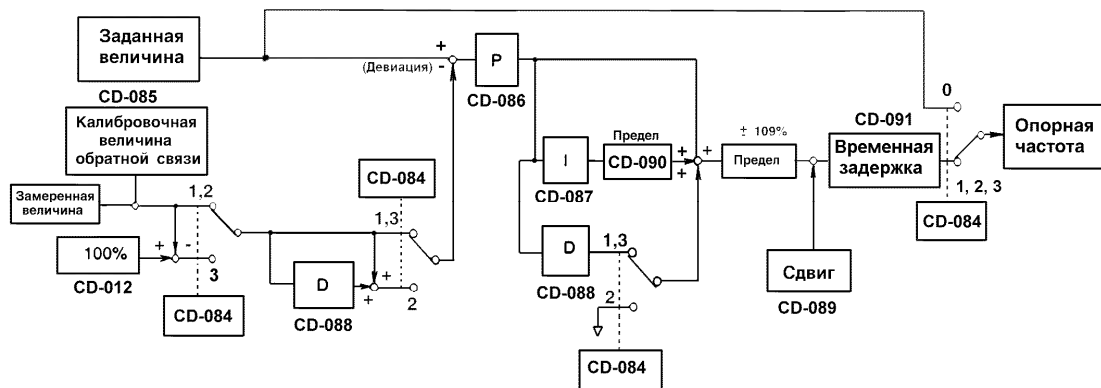 Заданная
величина
CD-085
Калибровочная
величина
обратной связи
Замеренная
величина
100%
CD-012
+
-
1,2
3
CD-084
D
CD-088
+
+
1,3
2
CD-084
+
-
(Девиация)
P
CD-086
I
CD-087
Предел
CD-090
D
CD-088
1,3
2
CD-084
+
+
+
± 109%
Предел
Сдвиг
CD-089
CD-091
Временная
задержка
0
1, 2, 3
CD-084
Опорная
частота